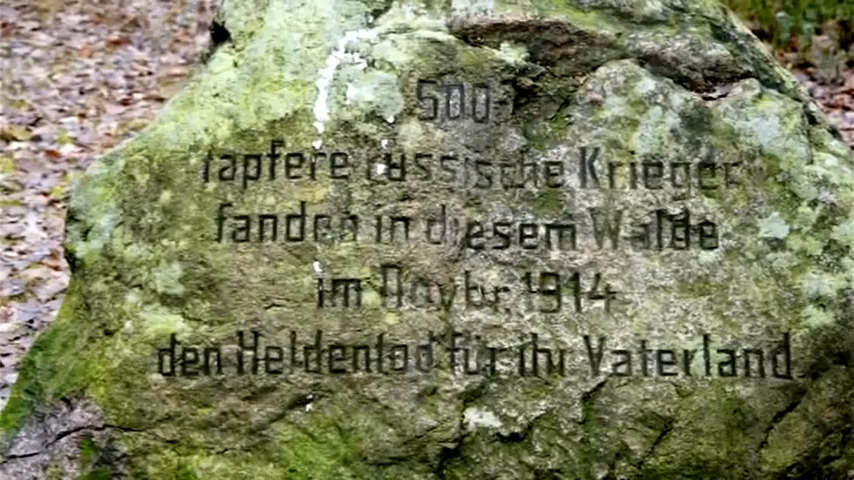 500
tapfere russische Krieger
fanden in diesem Walde
im Novbr. 1914
den Heldentod für ihr Vaterland.